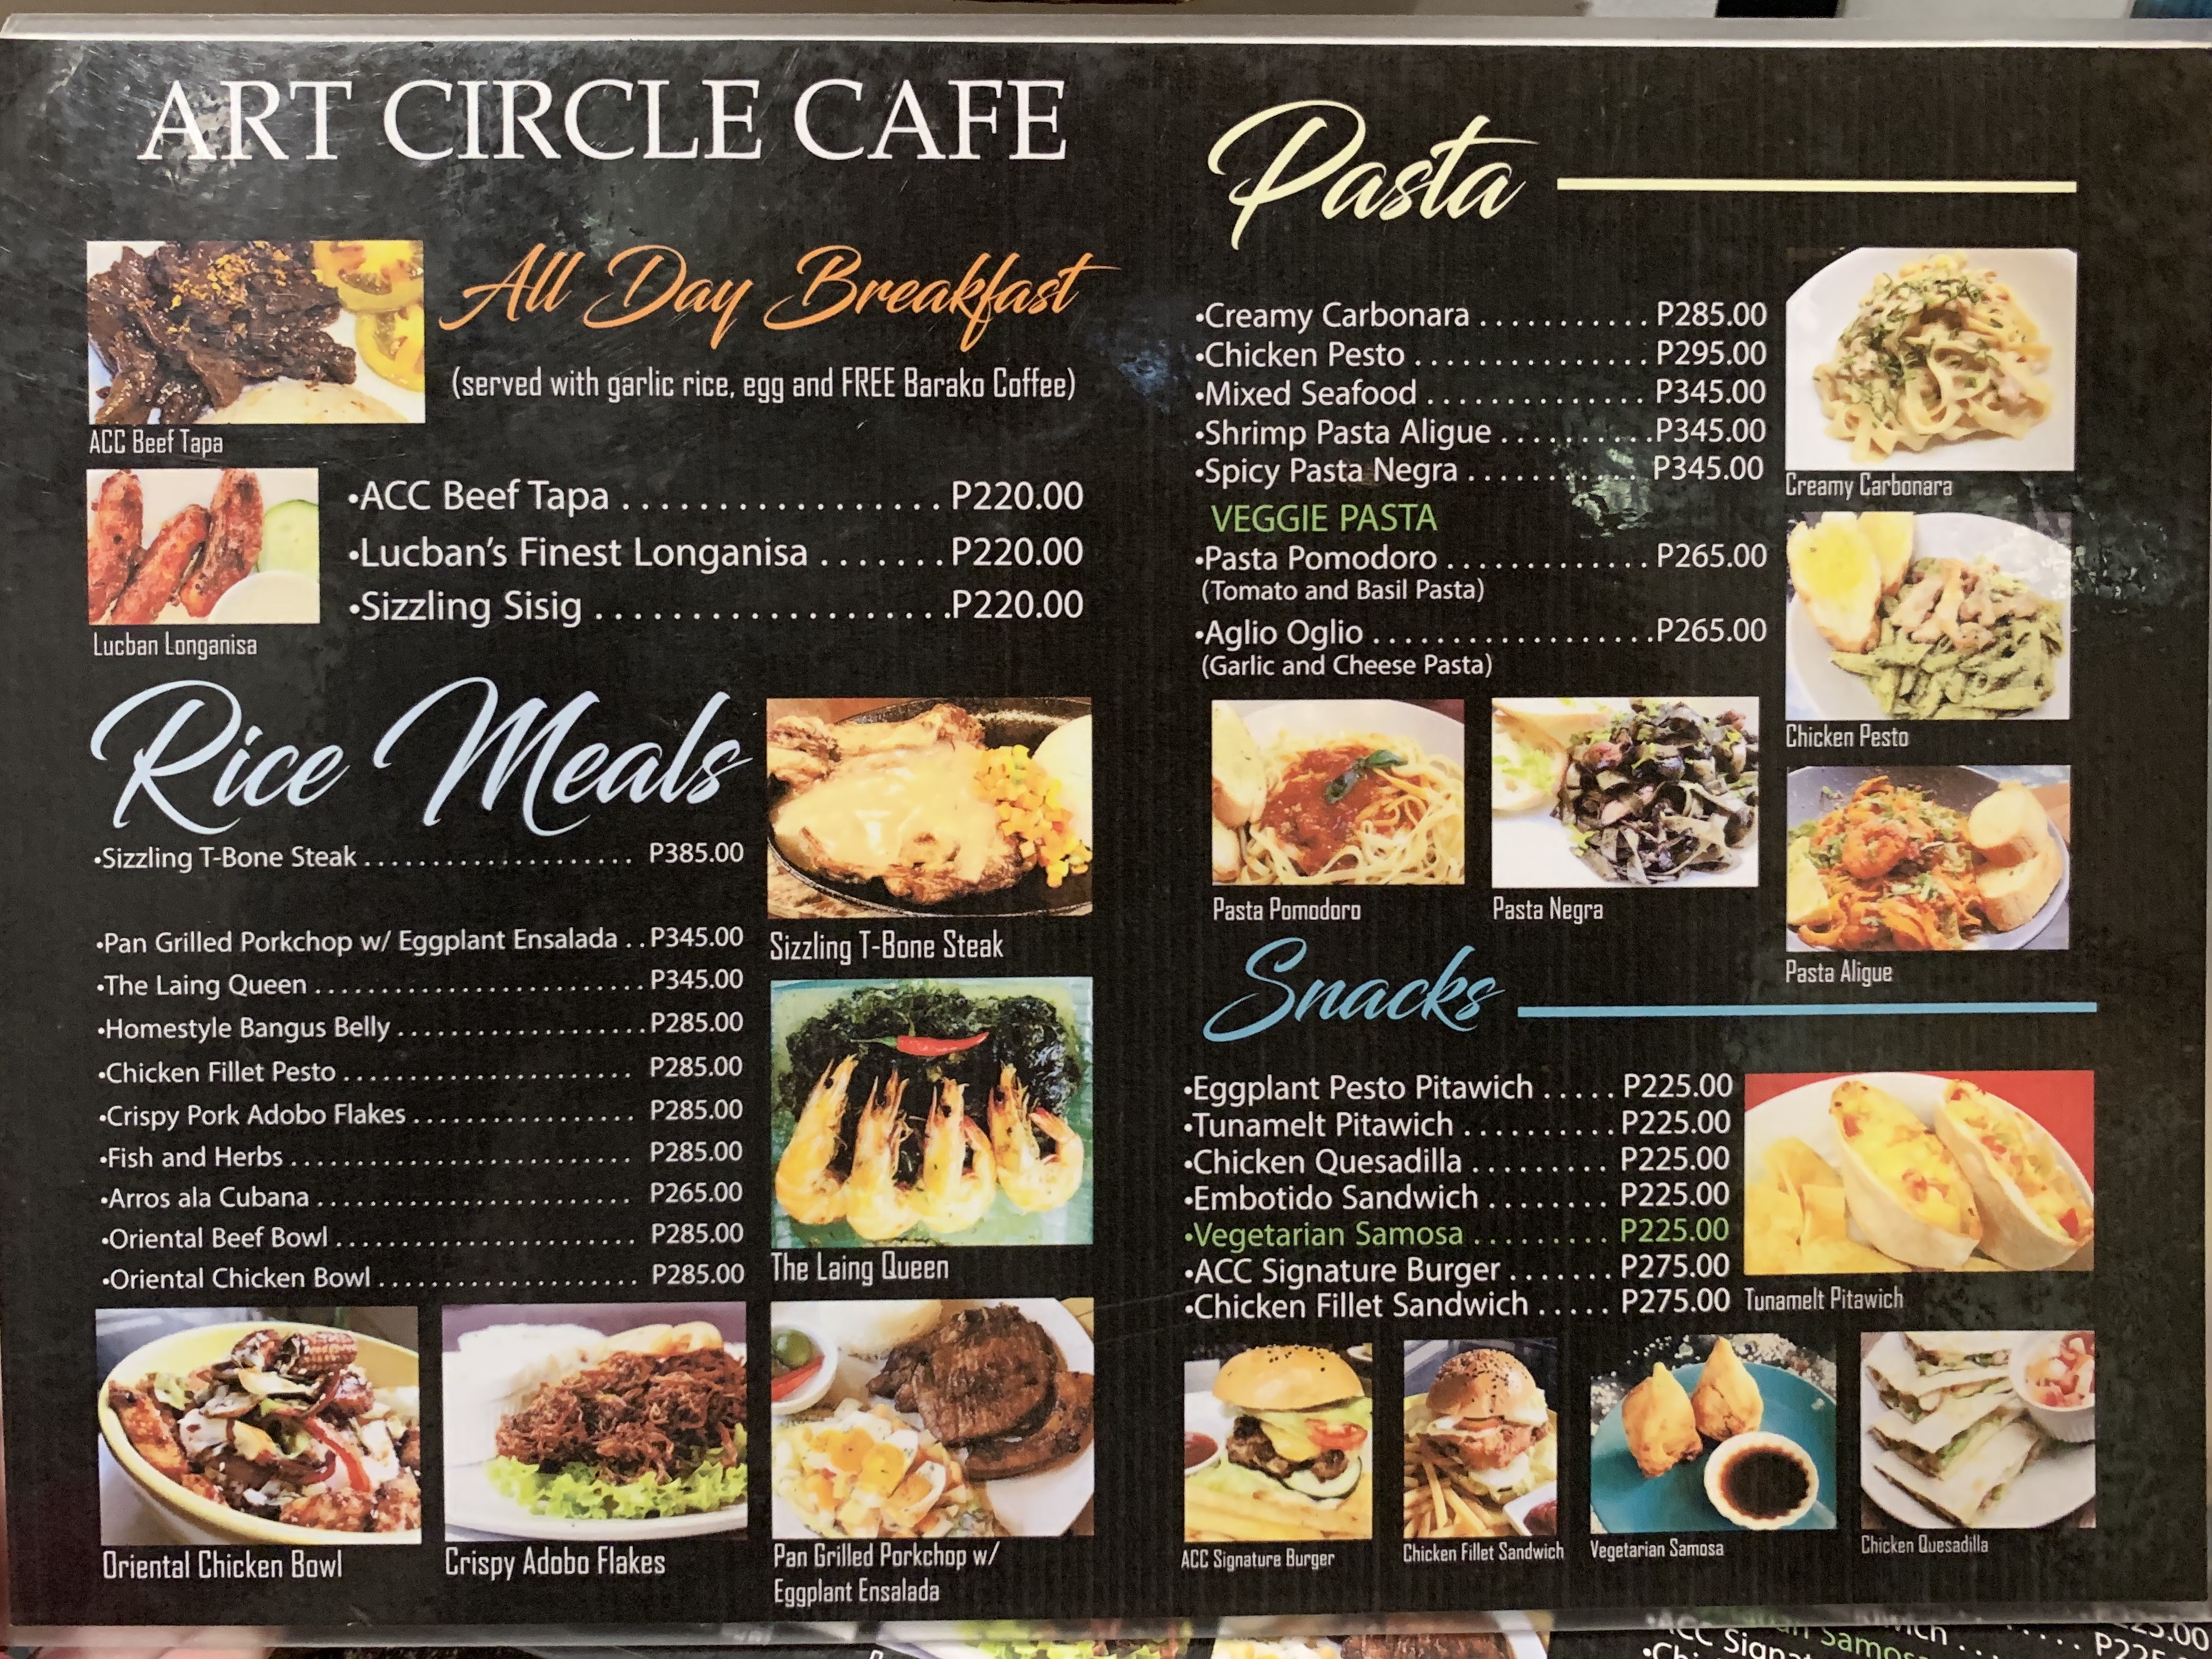 ART CIRCLE CAFE
All Day Breakfast
(served with garlic rice, egg and FREE Barako Coffee)
ACC Beef Tapa
•ACC Beef Tapa . . . . . . . . . . . . . . . . . P220.00
•Lucban's Finest Longanisa . . . . . . . P220.00
•Sizzling Sisig . . . . . . . . . . . . . . . . . . .P220.00
Lucban Longanisa
Rice Meals
•Sizzling T-Bone Steak . . . . . . . . . . . . . . . . . . . . P385.00
•Pan Grilled Porkchop w/ Eggplant Ensalada . . P345.00
•The Laing Queen . . . . . . . . . . . . . . . . . . . . . . . . . P345.00
•Homestyle Bangus Belly . . . . . . . . . . . . . . . . . . . P285.00
•Chicken Fillet Pesto . . . . . . . . . . . . . . . . . . . . . . P285.00
•Crispy Pork Adobo Flakes . . . . . . . . . . . . . . . . . P285.00
•Fish and Herbs . . . . . . . . . . . . . . . . . . . . . . . . . . P285.00
•Arros ala Cubana . . . . . . . . . . . . . . . . . . . . . . . . P265.00
•Oriental Beef Bowl . . . . . . . . . . . . . . . . . . . . . . . P285.00
•Oriental Chicken Bowl . . . . . . . . . . . . . . . . . . . . P285.00
Sizzling T-Bone Steak
The Laing Queen
Oriental Chicken Bowl
Crispy Adobo Flakes
Pan Grilled Porkchop w/
Eggplant Ensalada
Pasta
•Creamy Carbonara . . . . . . . . . . . P285.00
•Chicken Pesto . . . . . . . . . . . . . . . P295.00
•Mixed Seafood . . . . . . . . . . . . . . P345.00
•Shrimp Pasta Aligue . . . . . . . . . .P345.00
•Spicy Pasta Negra . . . . . . . . . . . P345.00
VEGGIE PASTA
•Pasta Pomodoro . . . . . . . . . . . . . P265.00
(Tomato and Basil Pasta)
•Aglio Oglio . . . . . . . . . . . . . . . . . .P265.00
(Garlic and Cheese Pasta)
Creamy Carbonara
Chicken Pesto
Pasta Pomodoro
Pasta Negra
Pasta Aligue
Snacks
•Eggplant Pesto Pitawich . . . . . P225.00
•Tunamelt Pitawich . . . . . . . . . . P225.00
•Chicken Quesadilla . . . . . . . . . P225.00
•Embotido Sandwich . . . . . . . . P225.00
•Vegetarian Samosa . . . . . . . . . P225.00
•ACC Signature Burger . . . . . . . P275.00
•Chicken Fillet Sandwich . . . . . P275.00
Tunamelt Pitawich
ACC Signature Burger
Chicken Fillet Sandwich
Vegetarian Samosa
Chicken Quesadilla